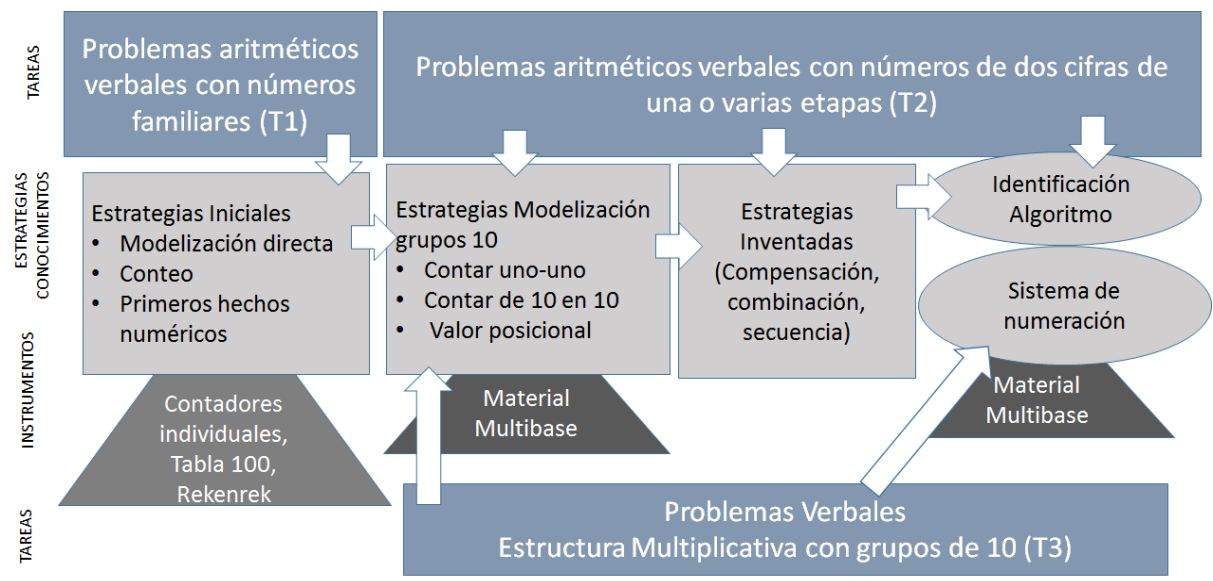 TAREAS
Problemas aritméticos
verbales con números
familiares (T1)
Problemas aritméticos verbales con números de dos cifras de
una o varias etapas (T2)
ESTRATEGIAS
CONOCIMIENTOS
Estrategias Iniciales
• Modelización directa
• Conteo
• Primeros hechos
numéricos
Estrategias Modelización
grupos 10
• Contar uno-uno
• Contar de 10 en 10
• Valor posicional
Estrategias
Inventadas
(Compensación,
combinación,
secuencia)
Identificación
Algoritmo
Sistema de
numeración
INSTRUMENTOS
Contadores
individuales,
Tabla 100,
Rekenrek
Material
Multibase
Material
Multibase
TAREAS
Problemas Verbales
Estructura Multiplicativa con grupos de 10 (T3)